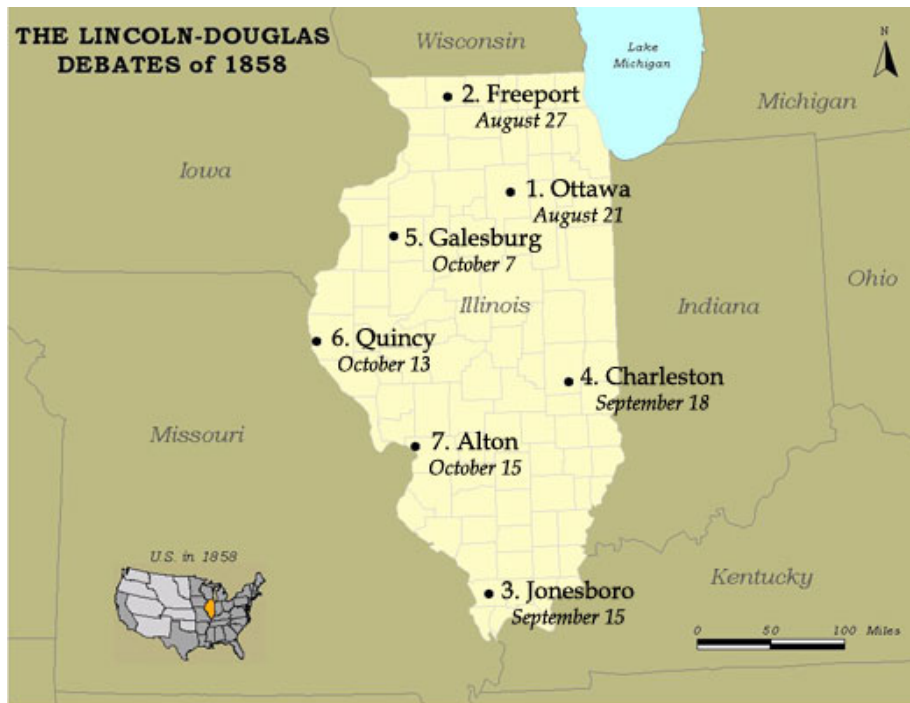 THE LINCOLN-DOUGLAS
DEBATES of 1858
Wisconsin
Lake
Michigan
N
Michigan
2. Freeport
August 27
Iowa
1. Ottawa
August 21
5. Galesburg
October 7
Ohio
Illinois
Indiana
6. Quincy
October 13
4. Charleston
September 18
Missouri
7. Alton
October 15
U.S. in 1858
Kentucky
3. Jonesboro
September 15
0 50 100 Miles